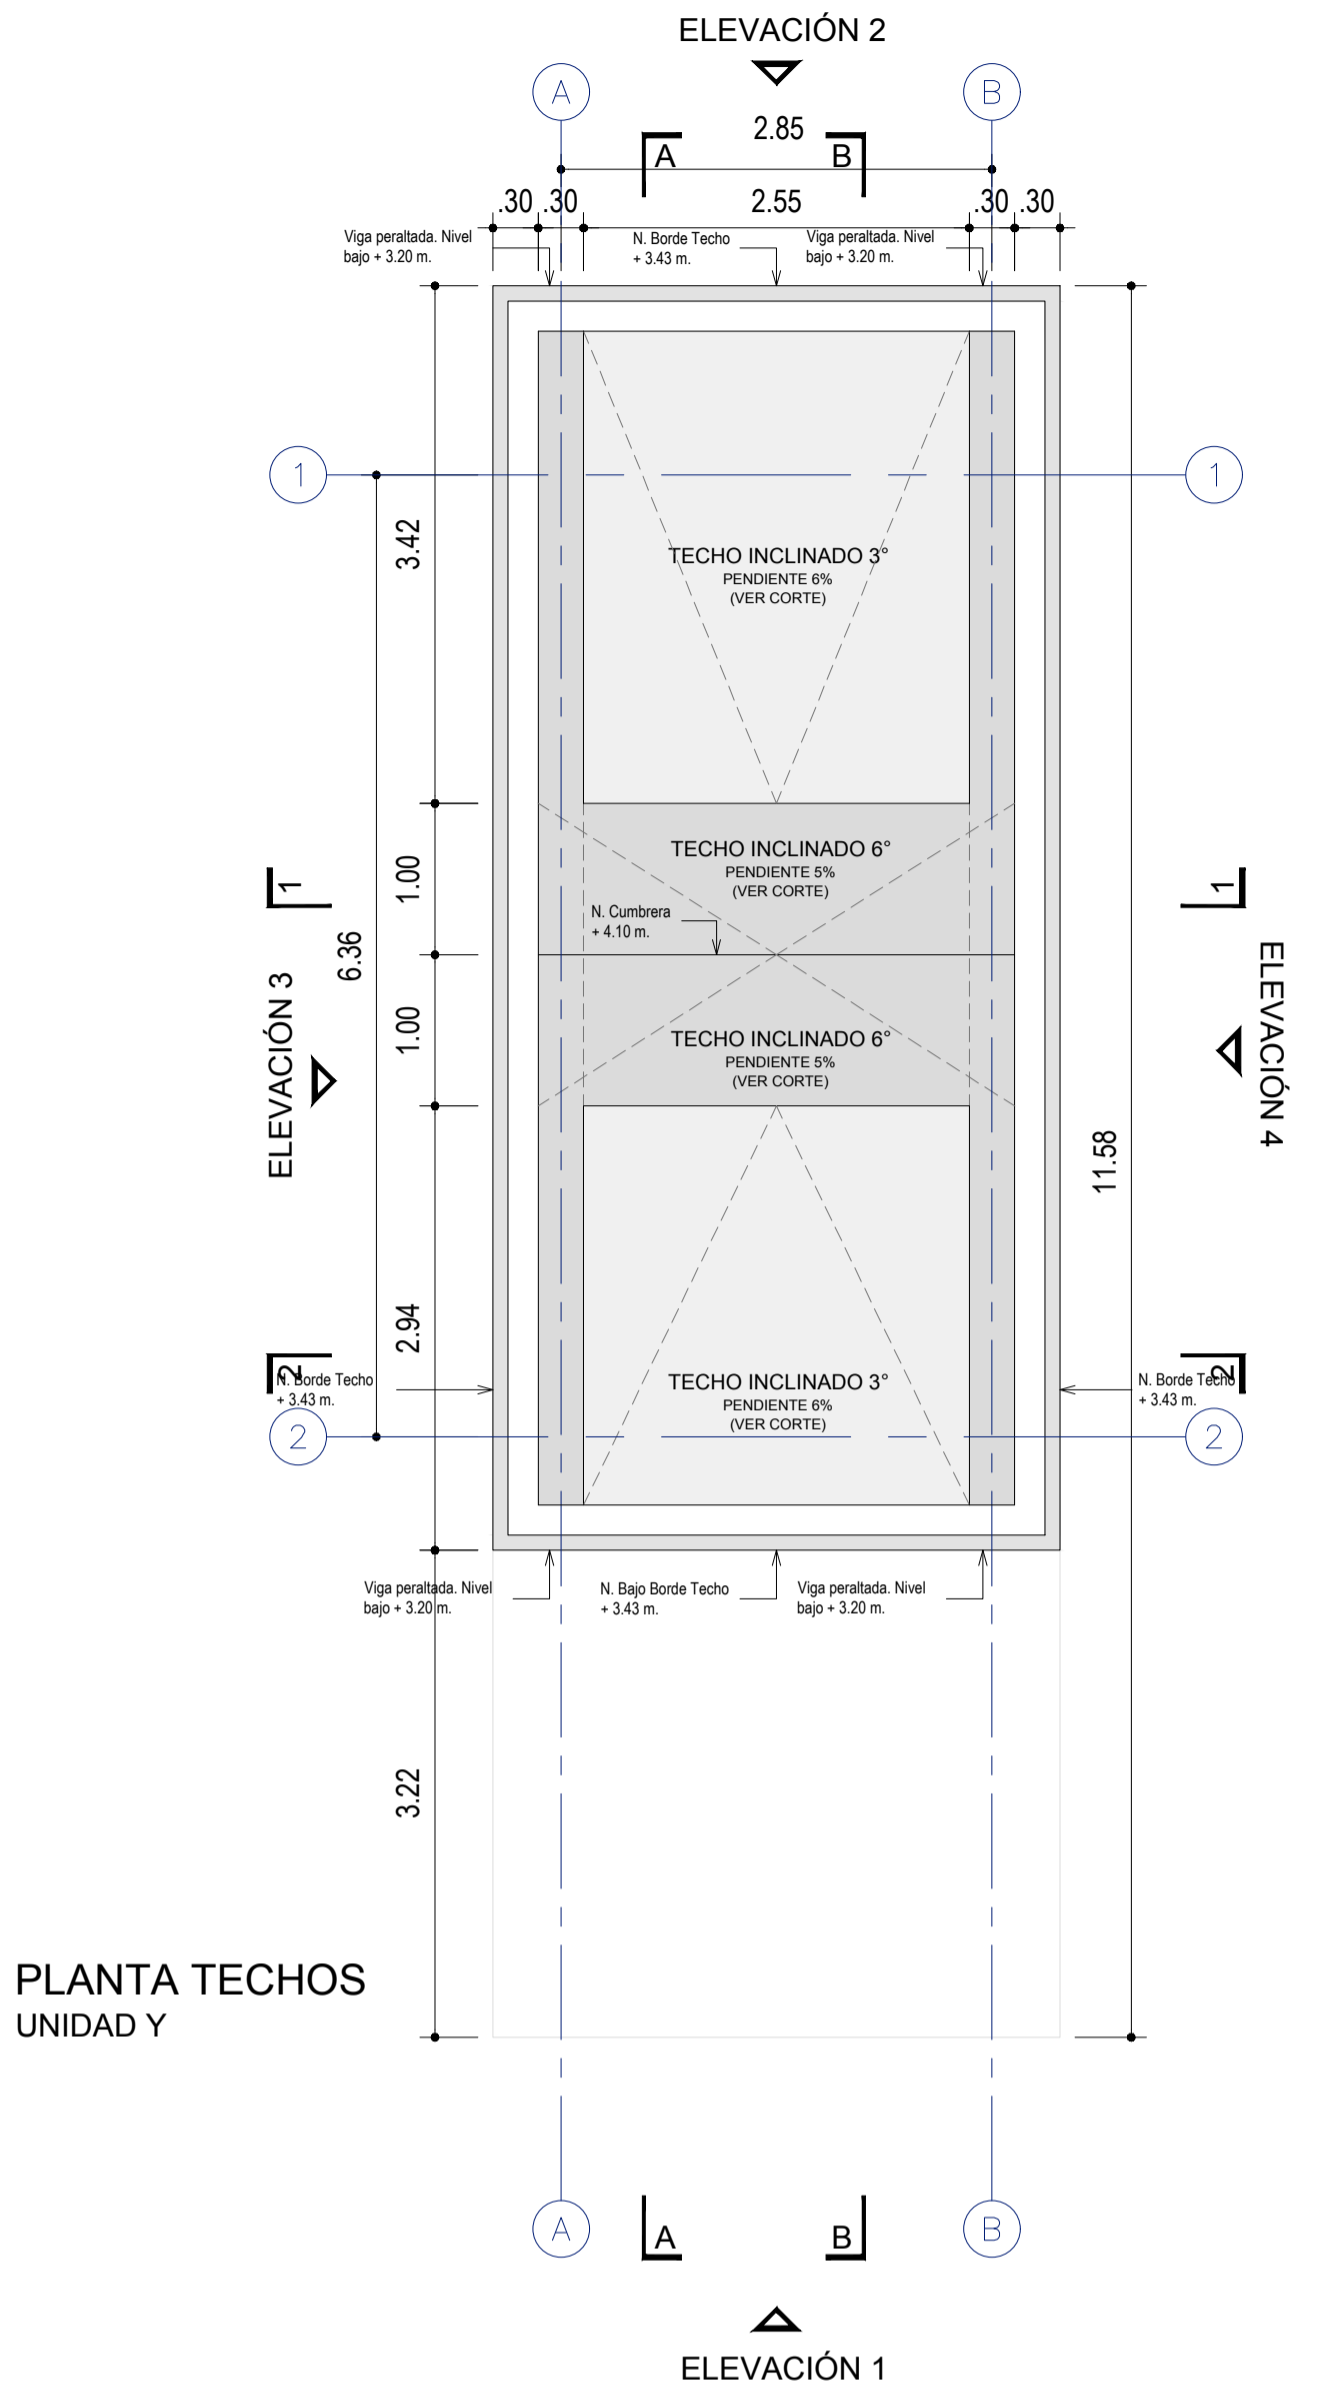 ELEVACIÓN 2
A
B
2.85
A
B
.30
.30
2.55
.30
.30
Viga peraltada. Nivel
bajo + 3.20 m.
N. Borde Techo
+ 3.43 m.
Viga peraltada. Nivel
bajo + 3.20 m.
1
1
3.42
TECHO INCLINADO 3°
PENDIENTE 6%
(VER CORTE)
1.00
TECHO INCLINADO 6°
PENDIENTE 5%
(VER CORTE)
1
1
N. Cumbrera
+ 4.10 m.
6.36
ELEVACIÓN 3
ELEVACIÓN 4
1.00
TECHO INCLINADO 6°
PENDIENTE 5%
(VER CORTE)
11.58
2.94
2
2
N. Borde Techo
+ 3.43 m.
TECHO INCLINADO 3°
PENDIENTE 6%
(VER CORTE)
N. Borde Techo
+ 3.43 m.
2
2
Viga peraltada. Nivel
bajo + 3.20 m.
N. Bajo Borde Techo
+ 3.43 m.
Viga peraltada. Nivel
bajo + 3.20 m.
3.22
PLANTA TECHOS
UNIDAD Y
A
A
B
B
ELEVACIÓN 1